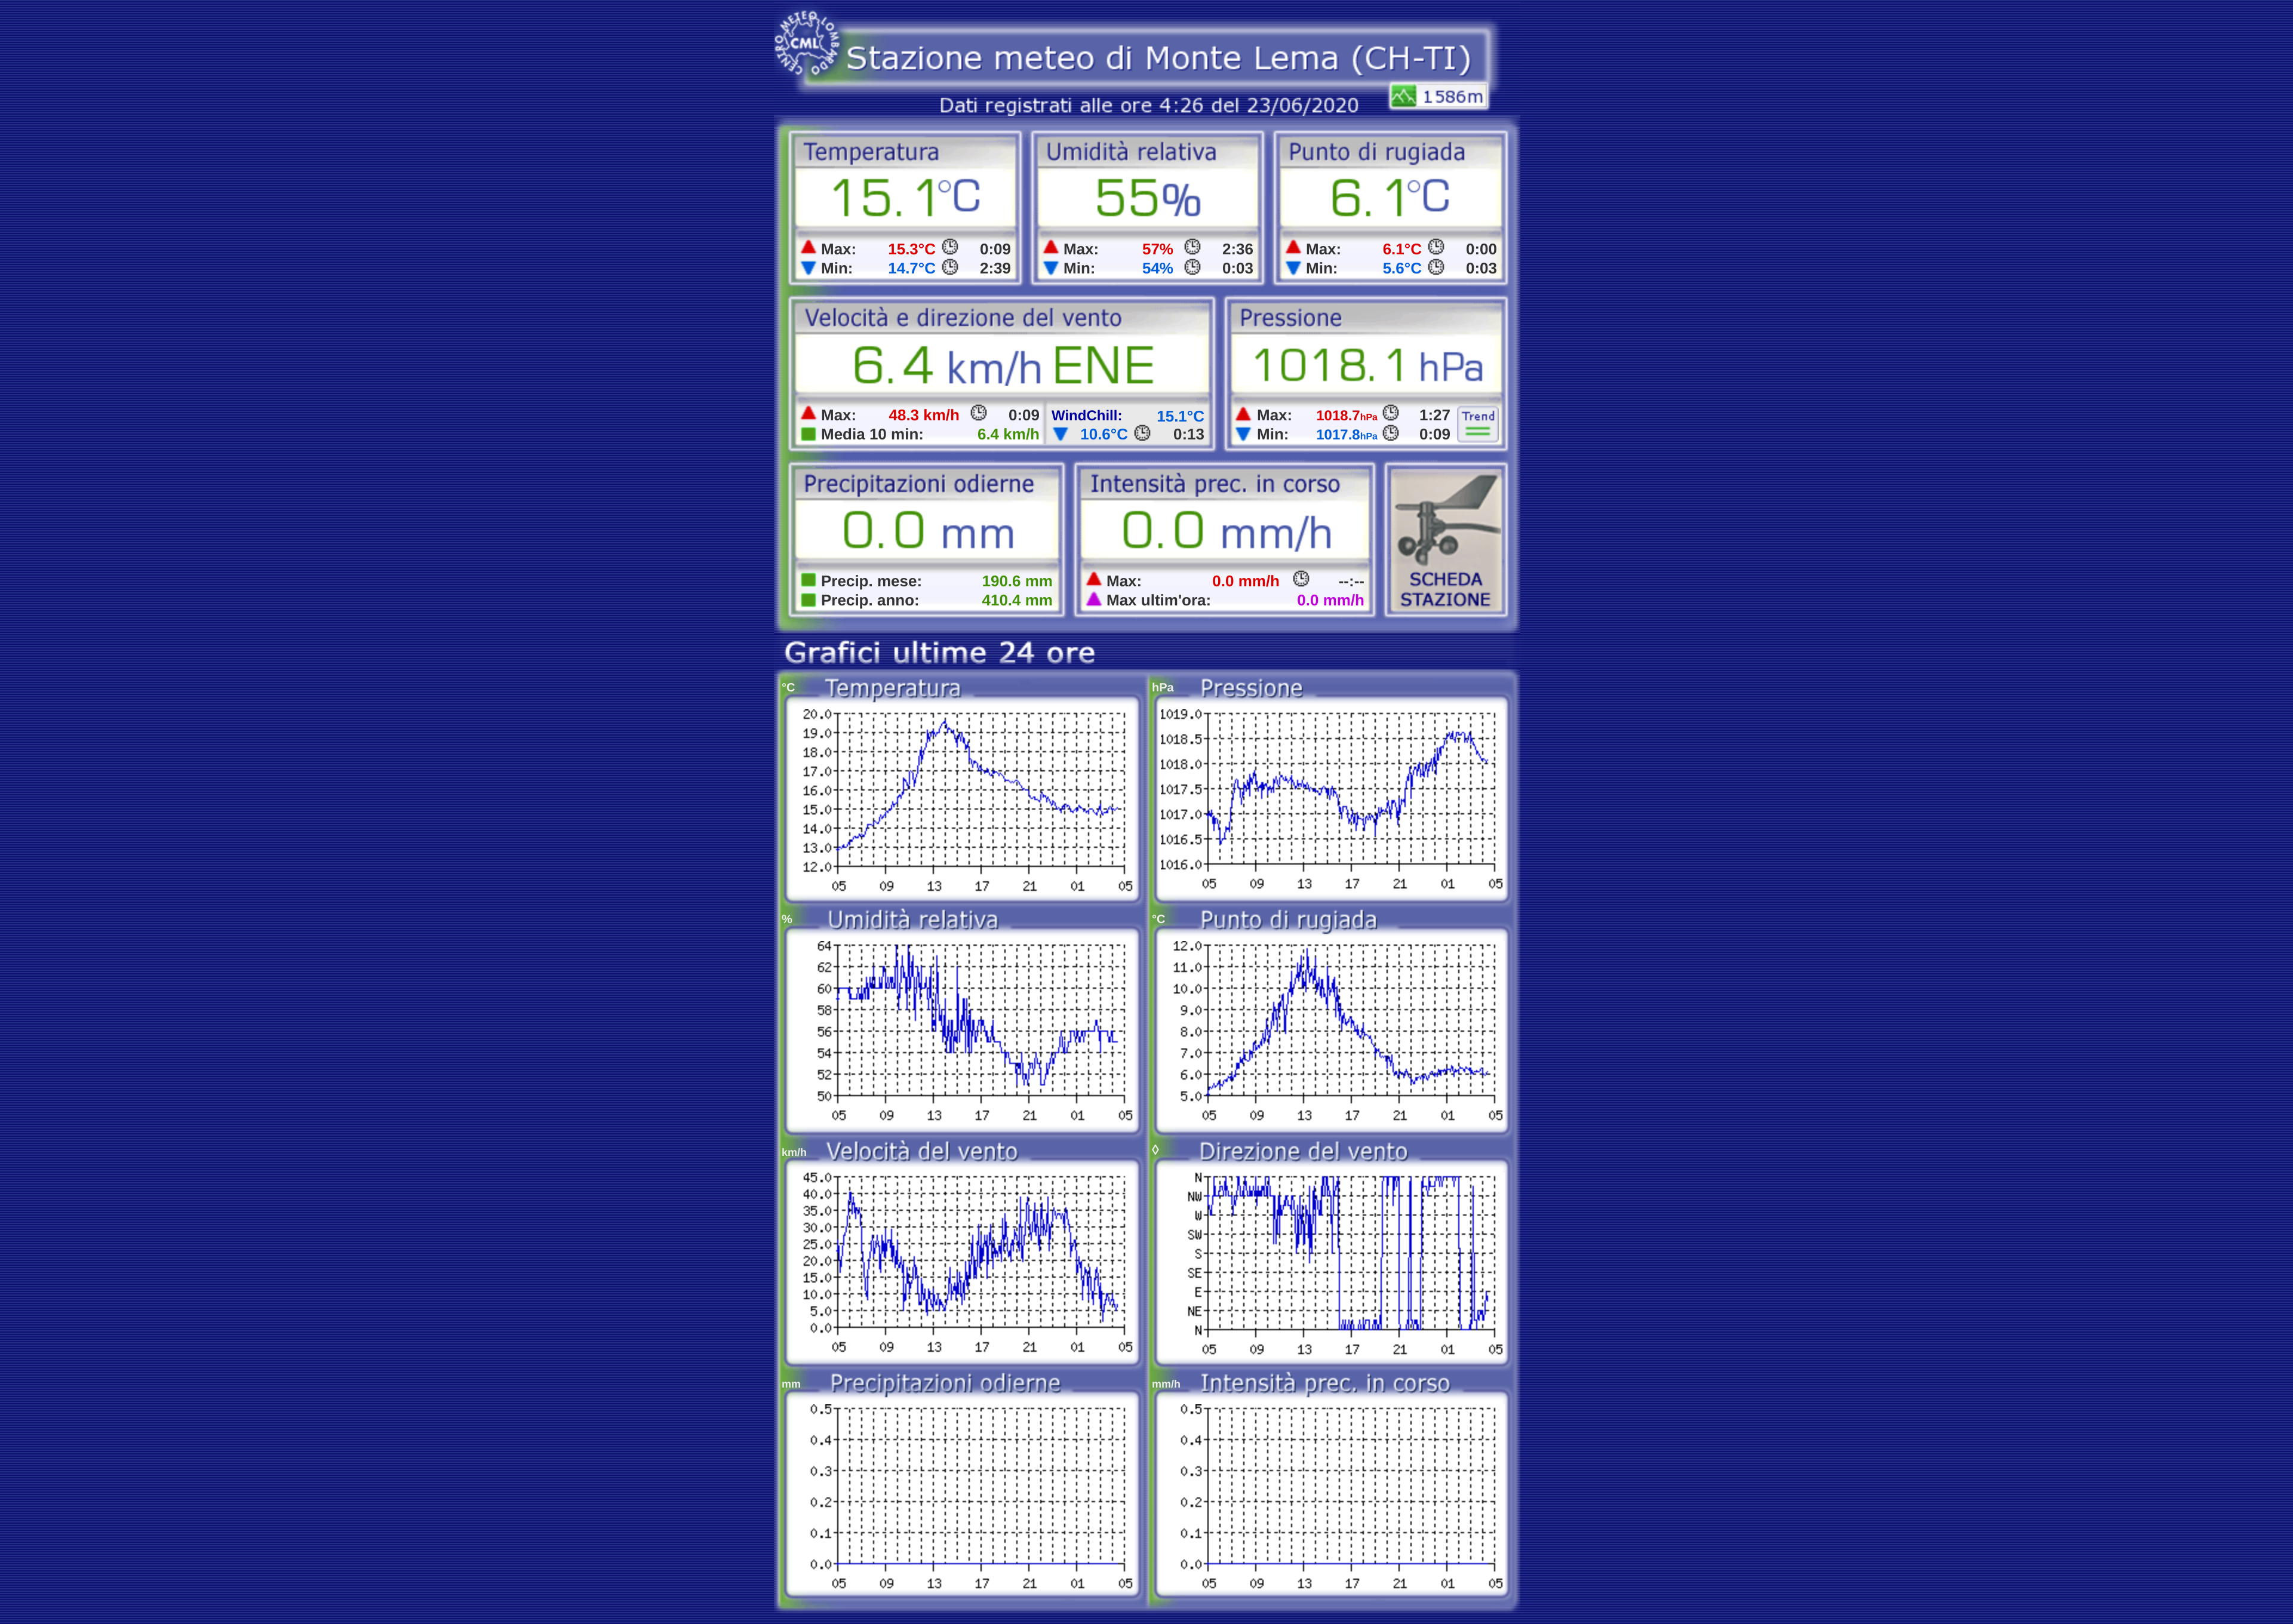 CENTRO METEO LOMBARDO
CML
Stazione meteo di Monte Lema (CH-TI)
Dati registrati alle ore 4:26 del 23/06/2020
1586m
Temperatura
15.1°C
Max: 15.3°C 0:09
Min: 14.7°C 2:39
Umidità relativa
55%
Max: 57% 2:36
Min: 54% 0:03
Punto di rugiada
6.1°C
Max: 6.1°C 0:00
Min: 5.6°C 0:03
Velocità e direzione del vento
6.4 km/h ENE
Max: 48.3 km/h 0:09
Media 10 min: 6.4 km/h
WindChill: 15.1°C
10.6°C 0:13
Pressione
1018.1 hPa
Max: 1018.7hPa 1:27
Min: 1017.8hPa 0:09
Trend
Precipitazioni odierne
0.0 mm
Precip. mese: 190.6 mm
Precip. anno: 410.4 mm
Intensità prec. in corso
0.0 mm/h
Max: 0.0 mm/h --:--
Max ultim'ora: 0.0 mm/h
SCHEDA
STAZIONE
Grafici ultime 24 ore
°C Temperatura
20.0
19.0
18.0
17.0
16.0
15.0
14.0
13.0
12.0
05 09 13 17 21 01 05
hPa Pressione
1019.0
1018.5
1018.0
1017.5
1017.0
1016.5
1016.0
05 09 13 17 21 01 05
% Umidità relativa
64
62
60
58
56
54
52
50
05 09 13 17 21 01 05
°C Punto di rugiada
12.0
11.0
10.0
9.0
8.0
7.0
6.0
5.0
05 09 13 17 21 01 05
km/h Velocità del vento
45.0
40.0
35.0
30.0
25.0
20.0
15.0
10.0
5.0
0.0
05 09 13 17 21 01 05
◊ Direzione del vento
N
NW
W
SW
S
SE
E
NE
N
05 09 13 17 21 01 05
mm Precipitazioni odierne
0.5
0.4
0.3
0.2
0.1
0.0
05 09 13 17 21 01 05
mm/h Intensità prec. in corso
0.5
0.4
0.3
0.2
0.1
0.0
05 09 13 17 21 01 05